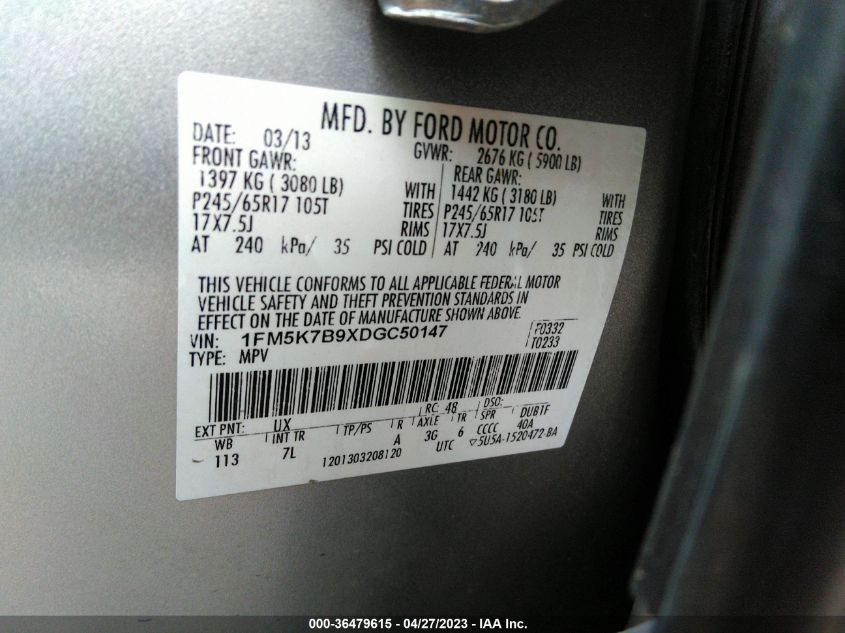 MFD. BY FORD MOTOR CO.
DATE: 03/13 GVWR: 2676 KG ( 5900 LB)
FRONT GAWR: REAR GAWR:
1397 KG ( 3080 LB) WITH 1442 KG ( 3180 LB) WITH
P245/65R17 105T TIRES P245/65R17 105T TIRES
17X7.5J RIMS 17X7.5J RIMS
AT 240 kPa/ 35 PSI COLD AT 240 kPa/ 35 PSI COLD
THIS VEHICLE CONFORMS TO ALL APPLICABLE FEDERAL MOTOR
VEHICLE SAFETY AND THEFT PREVENTION STANDARDS IN
EFFECT ON THE DATE OF MANUFACTURE SHOWN ABOVE.
VIN: 1FM5K7B9XDGC50147 F0332
TYPE: MPV T0233
RC: 48 DSO:
EXT PNT: UX
WB INT TR TP/PS R AXLE TR SPR DUBTF
113 7L A 3G 6 CCCC 40A
1201303208120 UTC 5U5A-1520472-BA
000-36479615 - 04/27/2023 - IAA Inc.